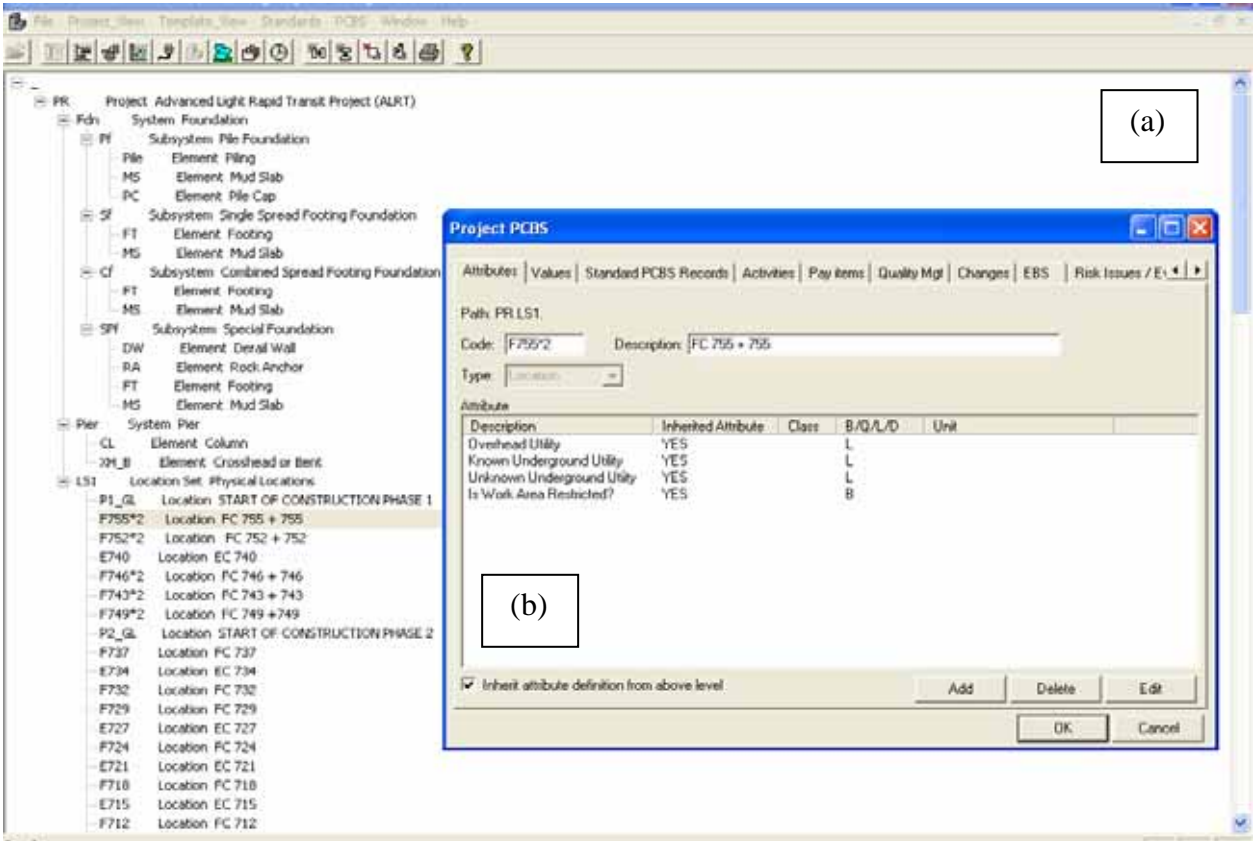 File Project_View Template_View Standards PCBS Window Help
(a)
PR Project Advanced Light Rapid Transit Project (ALRT)
Fdn System Foundation
Pf Subsystem Pile Foundation
Pile Element Piling
MS Element Mud Slab
PC Element Pile Cap
Sf Subsystem Single Spread Footing Foundation
FT Element Footing
MS Element Mud Slab
Cf Subsystem Combined Spread Footing Foundation
FT Element Footing
MS Element Mud Slab
SPf Subsystem Special Foundation
DW Element Derail Wall
RA Element Rock Anchor
FT Element Footing
MS Element Mud Slab
Pier System Pier
CL Element Column
XH_B Element Crosshead or Bent
LS1 Location Set Physical Locations
P1_GL Location START OF CONSTRUCTION PHASE 1
F755*2 Location FC 755 + 755
F752*2 Location FC 752 + 752
E740 Location EC 740
F746*2 Location FC 746 + 746
F743*2 Location FC 743 + 743
F749*2 Location FC 749 +749
P2_GL Location START OF CONSTRUCTION PHASE 2
F737 Location FC 737
E734 Location EC 734
F732 Location FC 732
F729 Location FC 729
E727 Location EC 727
F724 Location FC 724
E721 Location EC 721
F718 Location FC 718
E715 Location EC 715
F712 Location FC 712
Project PCBS
Attributes Values Standard PCBS Records Activities Pay items Quality Mgt Changes EBS Risk Issues / Ev
Path: PR.LS1.
Code: F755*2 Description: FC 755 + 755
Type: Location
Attribute
Description Inherited Attribute Class B/Q/L/D Unit
Overhead Utility YES L
Known Underground Utility YES L
Unknown Underground Utility YES L
Is Work Area Restricted? YES B
(b)
Inherit attribute definition from above level
Add Delete Edit
OK Cancel